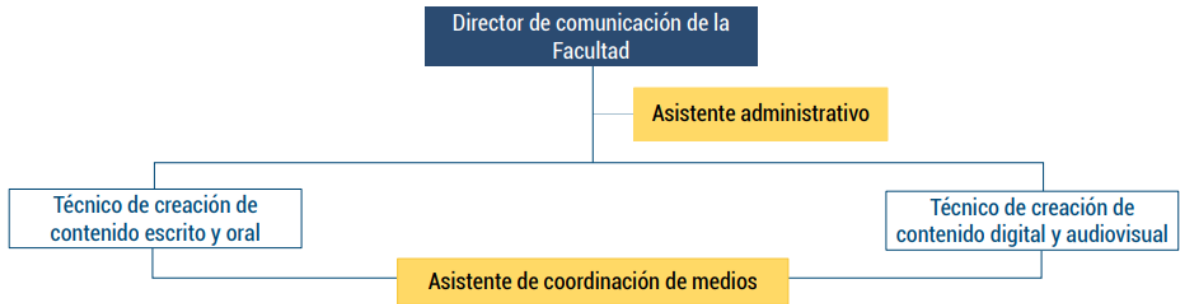 Director de comunicación de la
Facultad
Asistente administrativo
Técnico de creación de
contenido escrito y oral
Técnico de creación de
contenido digital y audiovisual
Asistente de coordinación de medios